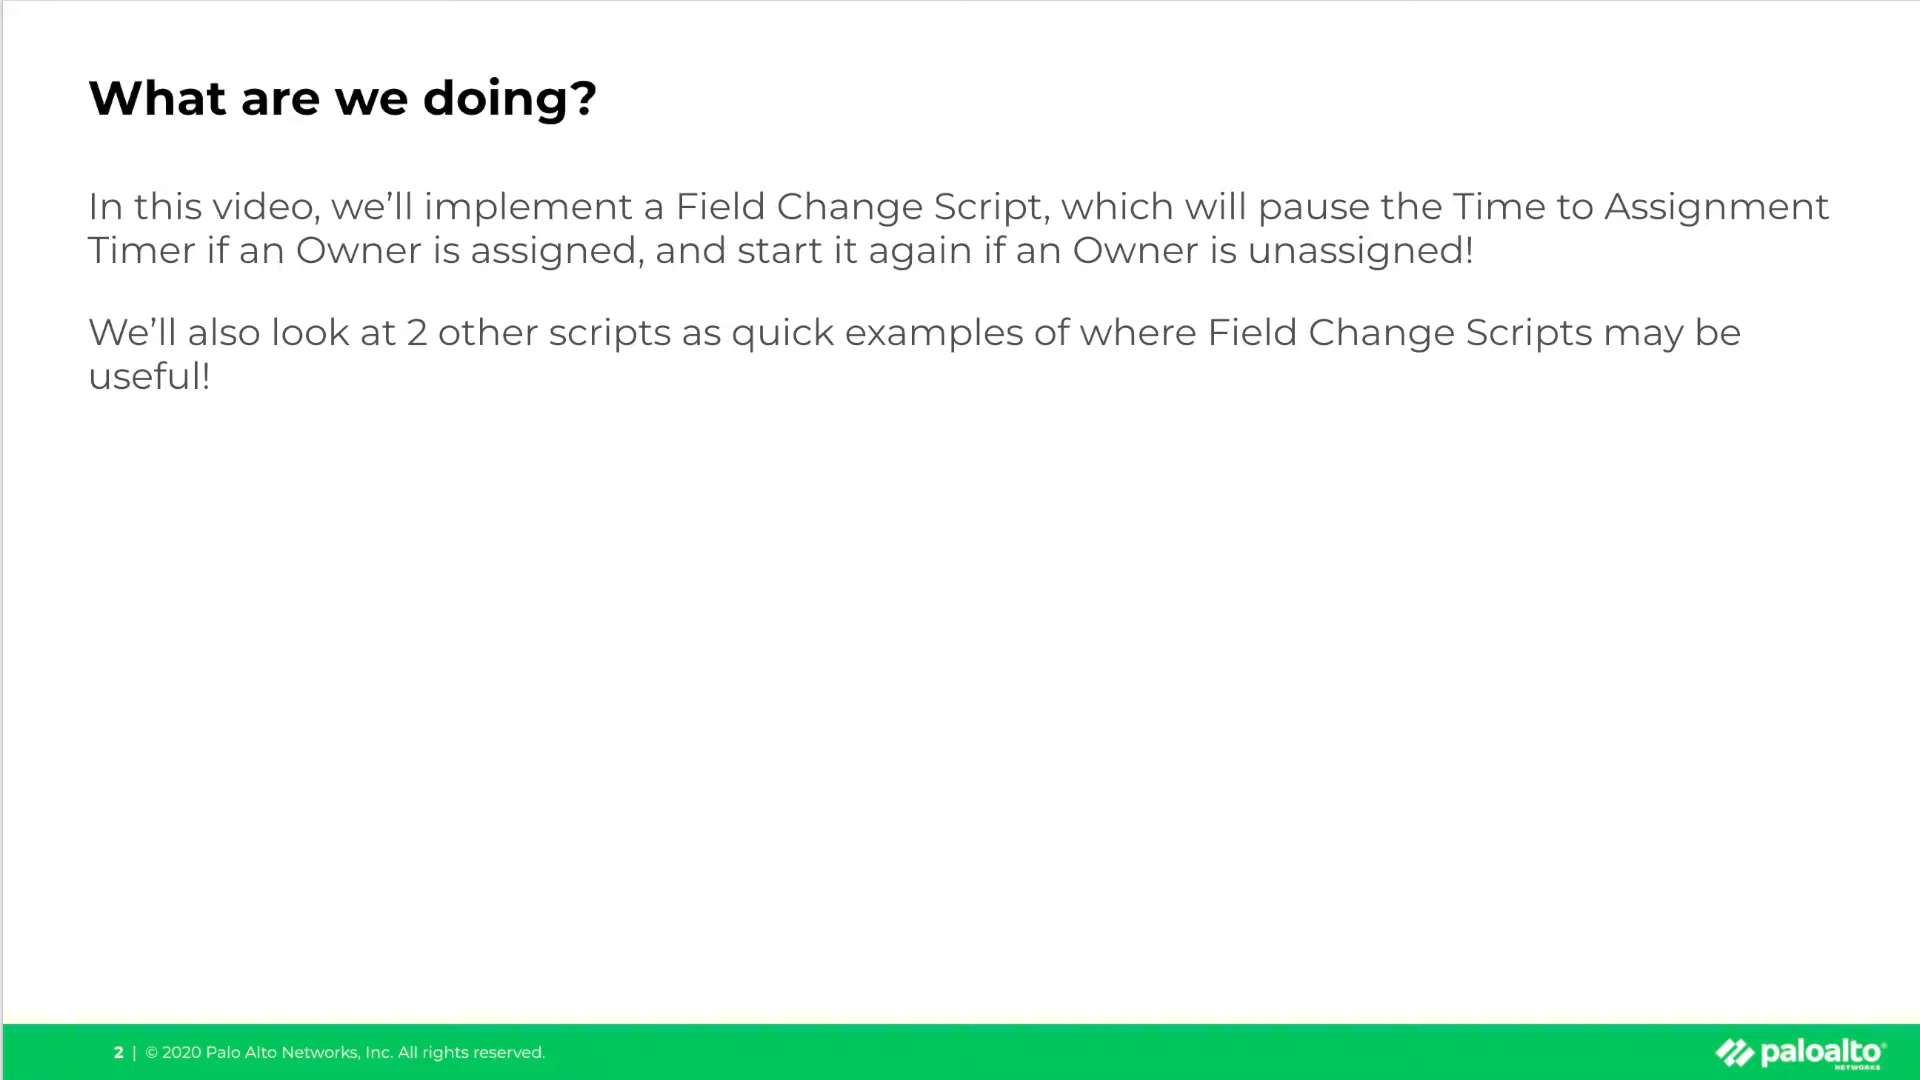 What are we doing?
In this video, we’ll implement a Field Change Script, which will pause the Time to Assignment
Timer if an Owner is assigned, and start it again if an Owner is unassigned!
We’ll also look at 2 other scripts as quick examples of where Field Change Scripts may be
useful!
2 | © 2020 Palo Alto Networks, Inc. All rights reserved.
paloalto®
NETWORKS